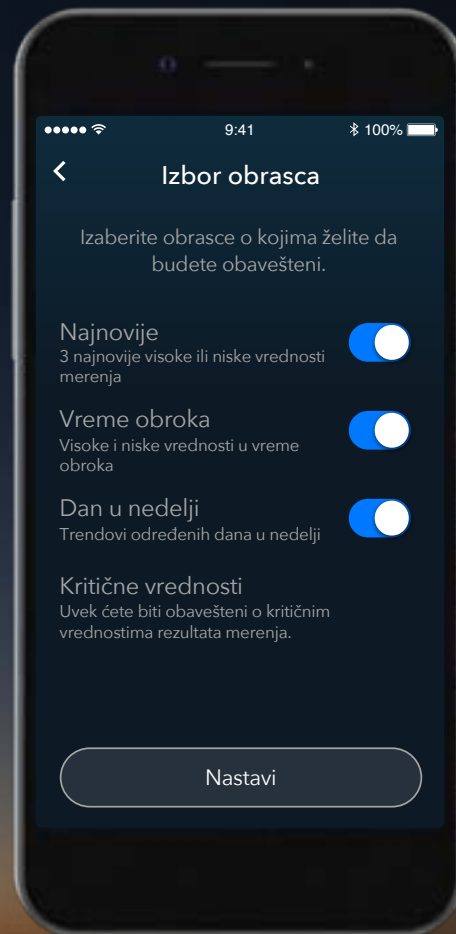 9:41
100%
Izbor obrasca
Izaberite obrasce o kojima želite da
budete obavešteni.
Najnovije
3 najnovije visoke ili niske vrednosti
merenja
Vreme obroka
Visoke i niske vrednosti u vreme
obroka
Dan u nedelji
Trendovi određenih dana u nedelji
Kritične vrednosti
Uvek ćete biti obavešteni o kritičnim
vrednostima rezultata merenja.
Nastavi